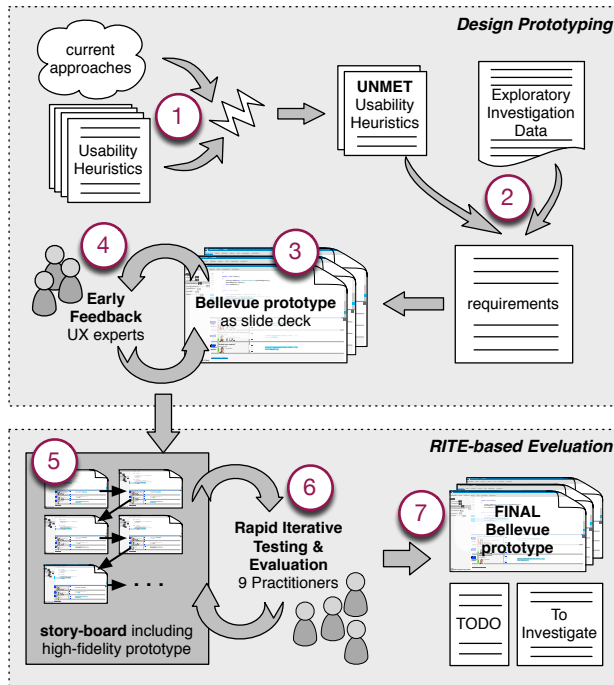 Design Prototyping
current
approaches
1
Usability
Heuristics
UNMET
Usability
Heuristics
Exploratory
Investigation
Data
2
requirements
3
Bellevue prototype
as slide deck
4
Early
Feedback
UX experts
RITE-based Eveluation
5
story-board including
high-fidelity prototype
6
Rapid Iterative
Testing &
Evaluation
9 Practitioners
7
FINAL
Bellevue
prototype
TODO
To
Investigate